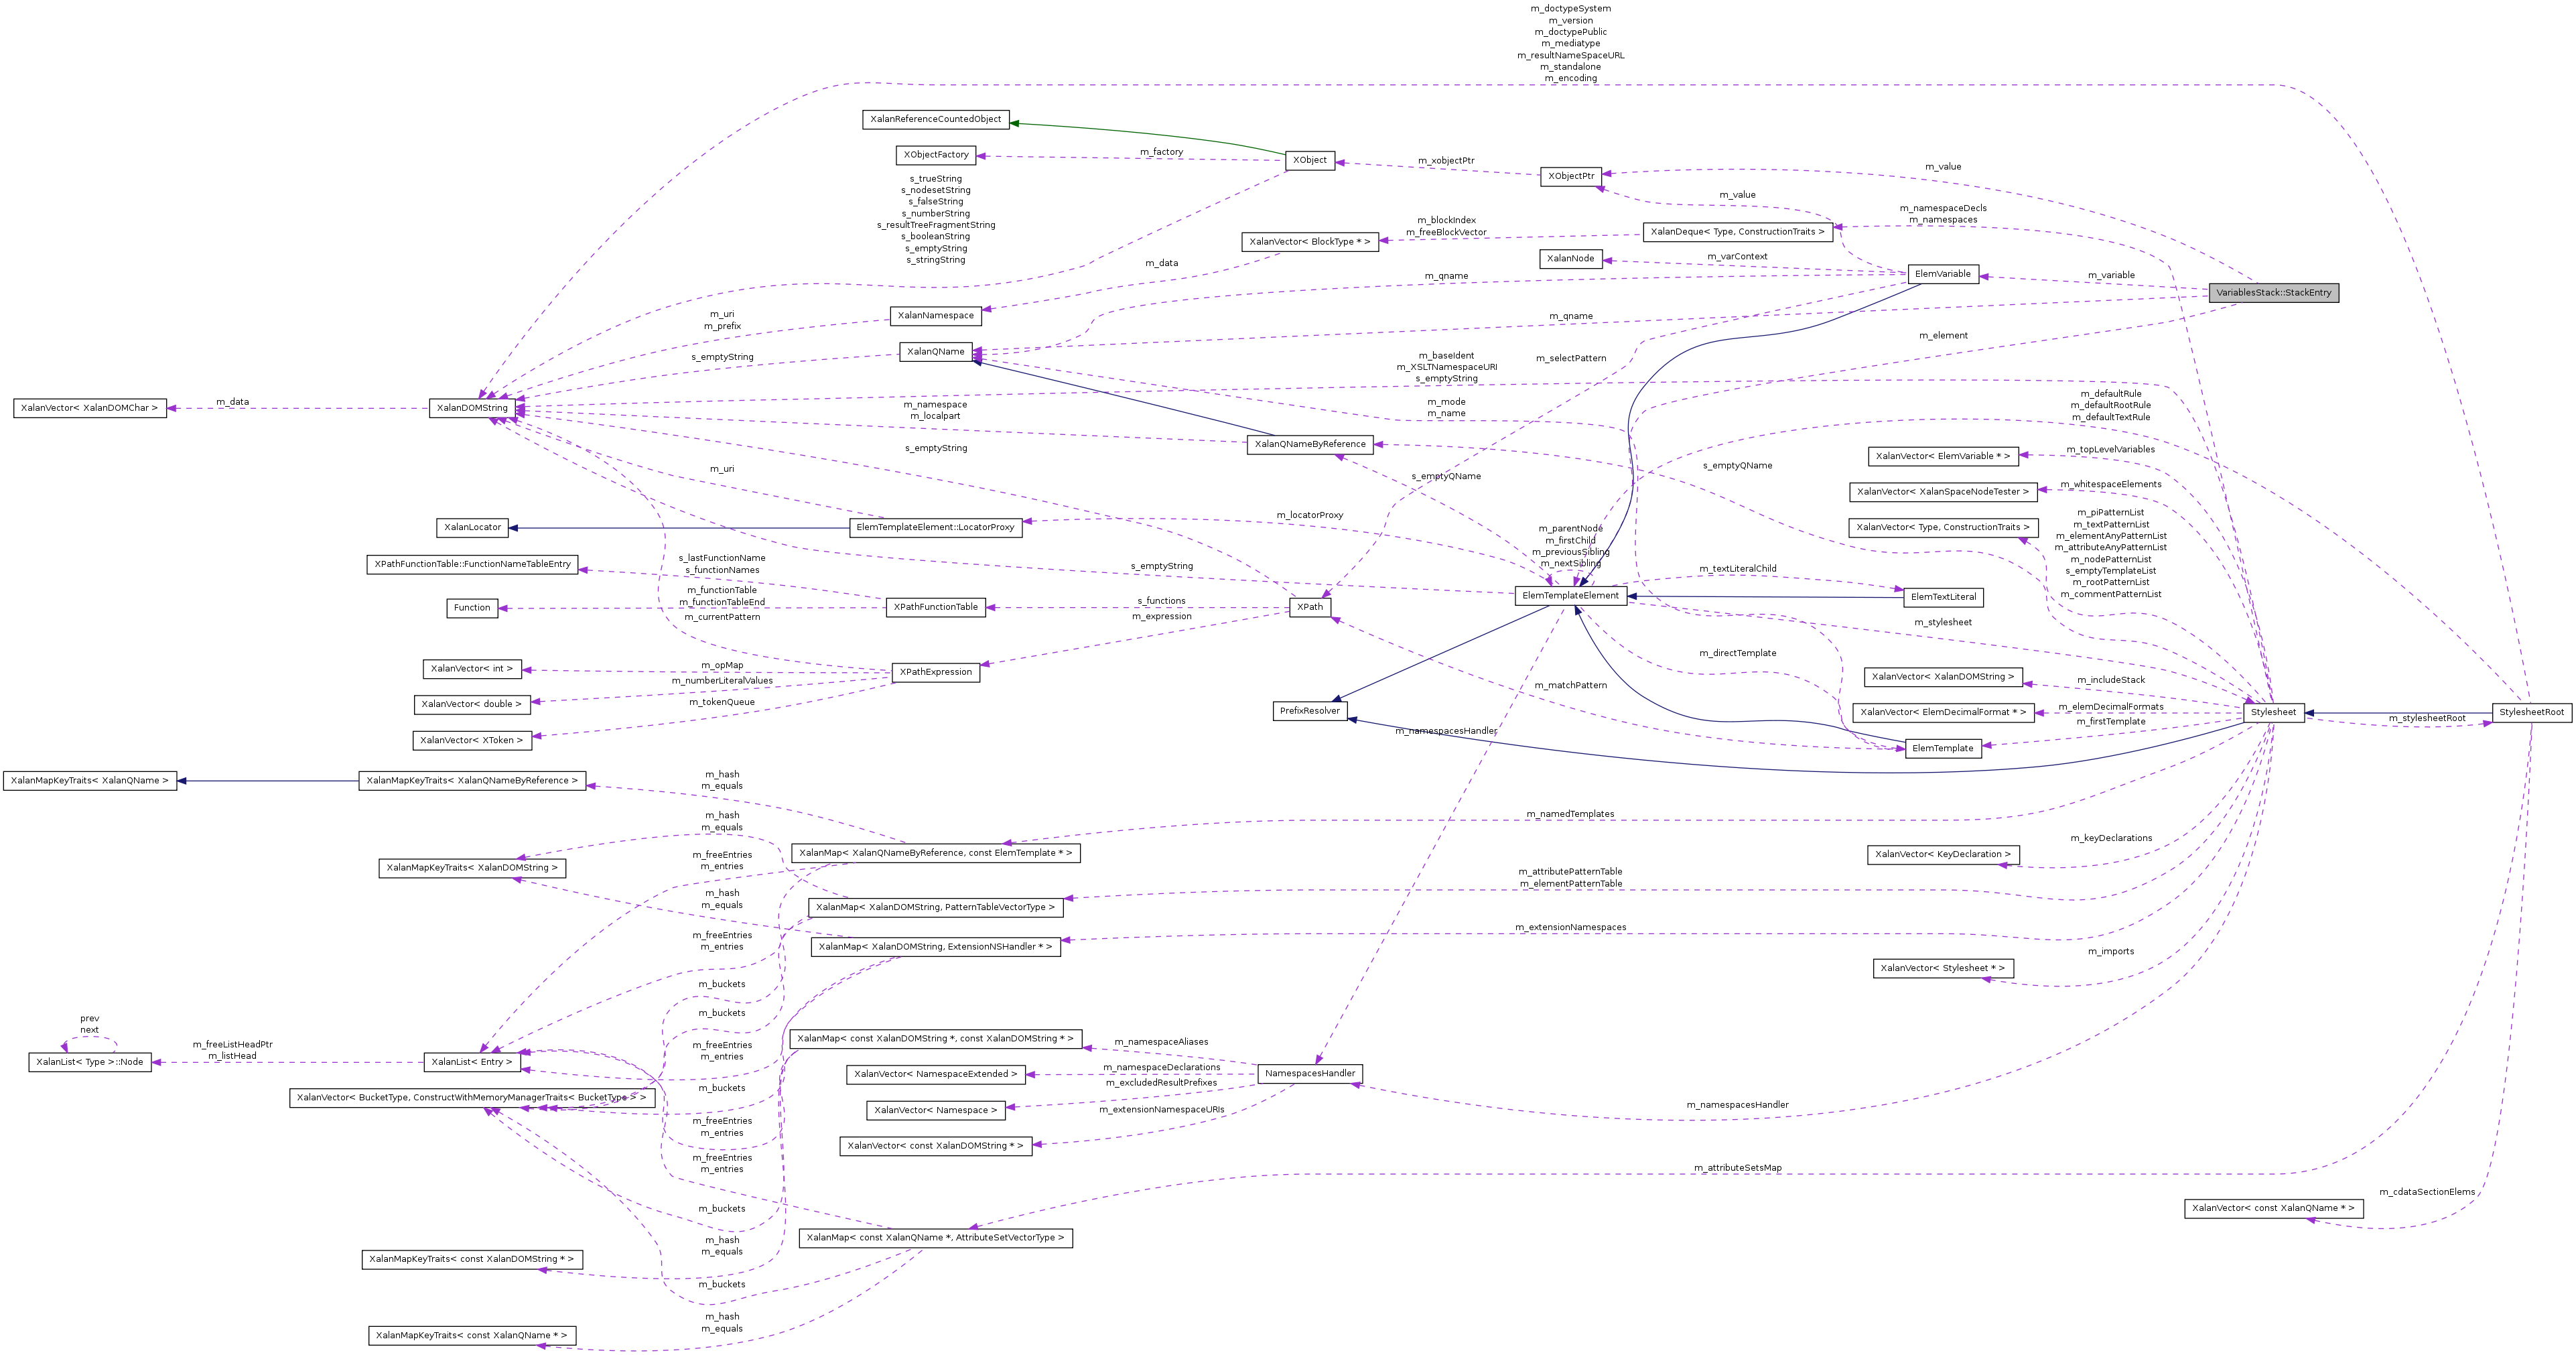 m_doctypeSystem
m_version
m_doctypePublic
m_mediatype
m_resultNameSpaceURL
m_standalone
m_encoding
XalanReferenceCountedObject
XObjectFactory
m_factory
XObject
m_xobjectPtr
XObjectPtr
m_value
s_trueString
s_nodesetString
s_falseString
s_numberString
s_resultTreeFragmentString
s_booleanString
s_emptyString
s_stringString
m_value
m_namespaceDecls
m_namespaces
m_blockIndex
m_freeBlockVector
XalanDeque< Type, ConstructionTraits >
XalanVector< BlockType * >
XalanNode
m_varContext
m_data
m_qname
ElemVariable
m_variable
VariablesStack::StackEntry
XalanNamespace
m_uri
m_prefix
m_qname
m_element
XalanQName
s_emptyString
m_selectPattern
m_baseIdent
m_XSLTNamespaceURI
s_emptyString
XalanVector< XalanDOMChar >
m_data
XalanDOMString
m_namespace
m_localpart
m_mode
m_name
m_defaultRule
m_defaultRootRule
m_defaultTextRule
XalanQNameByReference
s_emptyString
XalanVector< ElemVariable * >
m_topLevelVariables
m_uri
s_emptyQName
s_emptyQName
XalanVector< XalanSpaceNodeTester >
m_whitespaceElements
XalanLocator
ElemTemplateElement::LocatorProxy
m_locatorProxy
XalanVector< Type, ConstructionTraits >
m_piPatternList
m_textPatternList
m_elementAnyPatternList
m_attributeAnyPatternList
m_nodePatternList
s_emptyTemplateList
m_rootPatternList
m_commentPatternList
m_parentNode
m_firstChild
m_previousSibling
m_nextSibling
XPathFunctionTable::FunctionNameTableEntry
s_lastFunctionName
s_functionNames
s_emptyString
m_textLiteralChild
ElemTemplateElement
ElemTextLiteral
Function
m_functionTable
m_functionTableEnd
XPathFunctionTable
s_functions
XPath
m_currentPattern
m_expression
m_stylesheet
XalanVector< int >
m_opMap
XPathExpression
m_directTemplate
m_numberLiteralValues
XalanVector< double >
m_matchPattern
XalanVector< XalanDOMString >
m_includeStack
m_tokenQueue
XalanVector< XToken >
PrefixResolver
XalanVector< ElemDecimalFormat * >
m_elemDecimalFormats
m_firstTemplate
Stylesheet
m_stylesheetRoot
StylesheetRoot
m_namespacesHandler
ElemTemplate
XalanMapKeyTraits< XalanQName >
XalanMapKeyTraits< XalanQNameByReference >
m_hash
m_equals
m_hash
m_equals
m_namedTemplates
XalanMapKeyTraits< XalanDOMString >
m_freeEntries
m_entries
XalanMap< XalanQNameByReference, const ElemTemplate * >
XalanVector< KeyDeclaration >
m_keyDeclarations
m_hash
m_equals
XalanMap< XalanDOMString, PatternTableVectorType >
m_attributePatternTable
m_elementPatternTable
m_freeEntries
m_entries
XalanMap< XalanDOMString, ExtensionNSHandler * >
m_extensionNamespaces
m_imports
XalanVector< Stylesheet * >
m_buckets
m_buckets
prev
next
XalanList< Type >::Node
m_freeListHeadPtr
m_listHead
XalanList< Entry >
m_freeEntries
m_entries
XalanMap< const XalanDOMString *, const XalanDOMString * >
m_namespaceAliases
XalanVector< NamespaceExtended >
m_namespaceDeclarations
NamespacesHandler
m_excludedResultPrefixes
XalanVector< BucketType, ConstructWithMemoryManagerTraits< BucketType > >
m_buckets
XalanVector< Namespace >
m_extensionNamespaceURIs
m_namespacesHandler
m_freeEntries
m_entries
XalanVector< const XalanDOMString * >
m_freeEntries
m_entries
m_attributeSetsMap
m_cdataSectionElems
m_buckets
XalanVector< const XalanQName * >
XalanMap< const XalanQName *, AttributeSetVectorType >
m_hash
m_equals
XalanMapKeyTraits< const XalanDOMString * >
m_buckets
m_hash
m_equals
XalanMapKeyTraits< const XalanQName * >